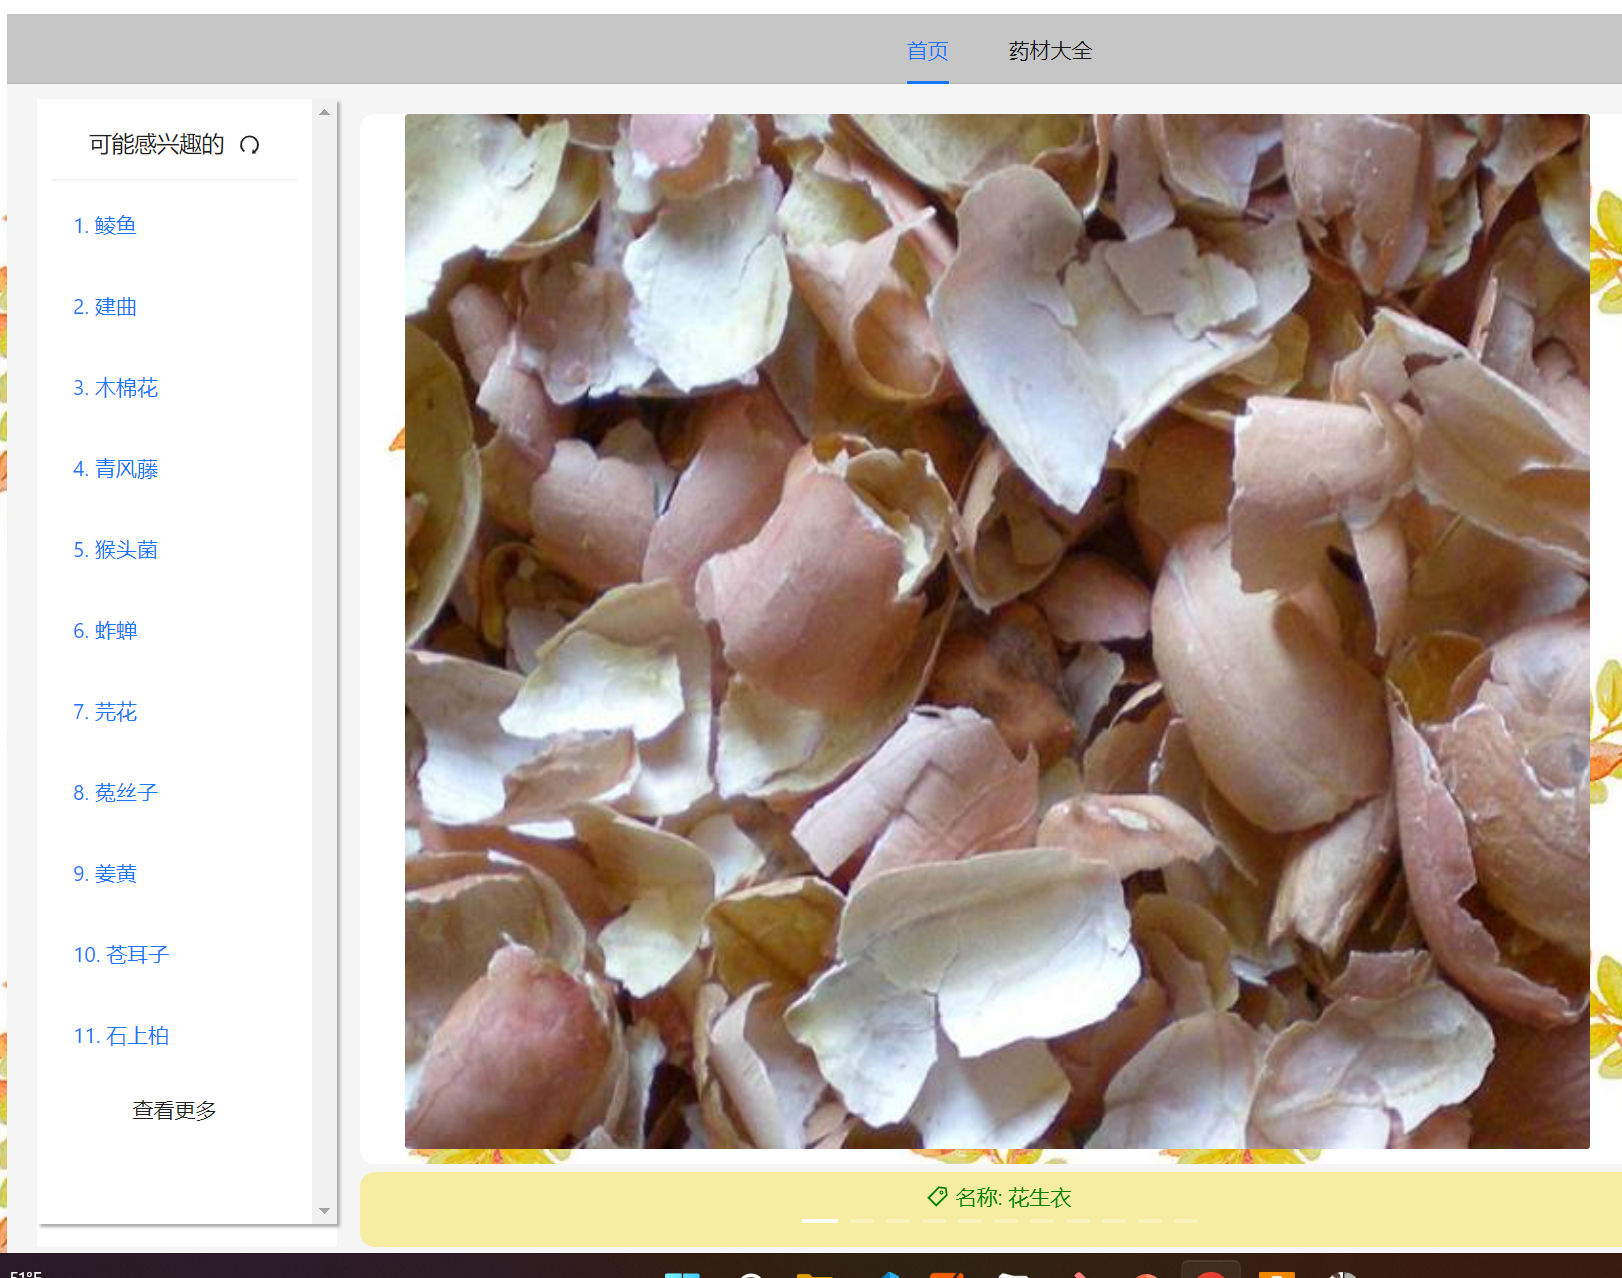 首页 药材大全
可能感兴趣的
1. 鲮鱼
2. 建曲
3. 木棉花
4. 青风藤
5. 猴头菌
6. 蚱蝉
7. 芫花
8. 菟丝子
9. 姜黄
10. 苍耳子
11. 石上柏
查看更多
名称: 花生衣